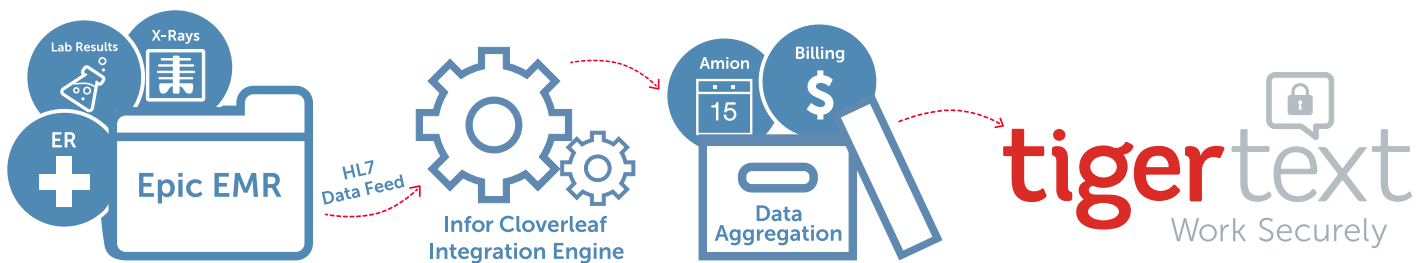 Lab Results
X-Rays
ER
Epic EMR
HL7
Data Feed
Infor Cloverleaf
Integration Engine
Amion
15
Billing
$
Data
Aggregation
tigertext
Work Securely